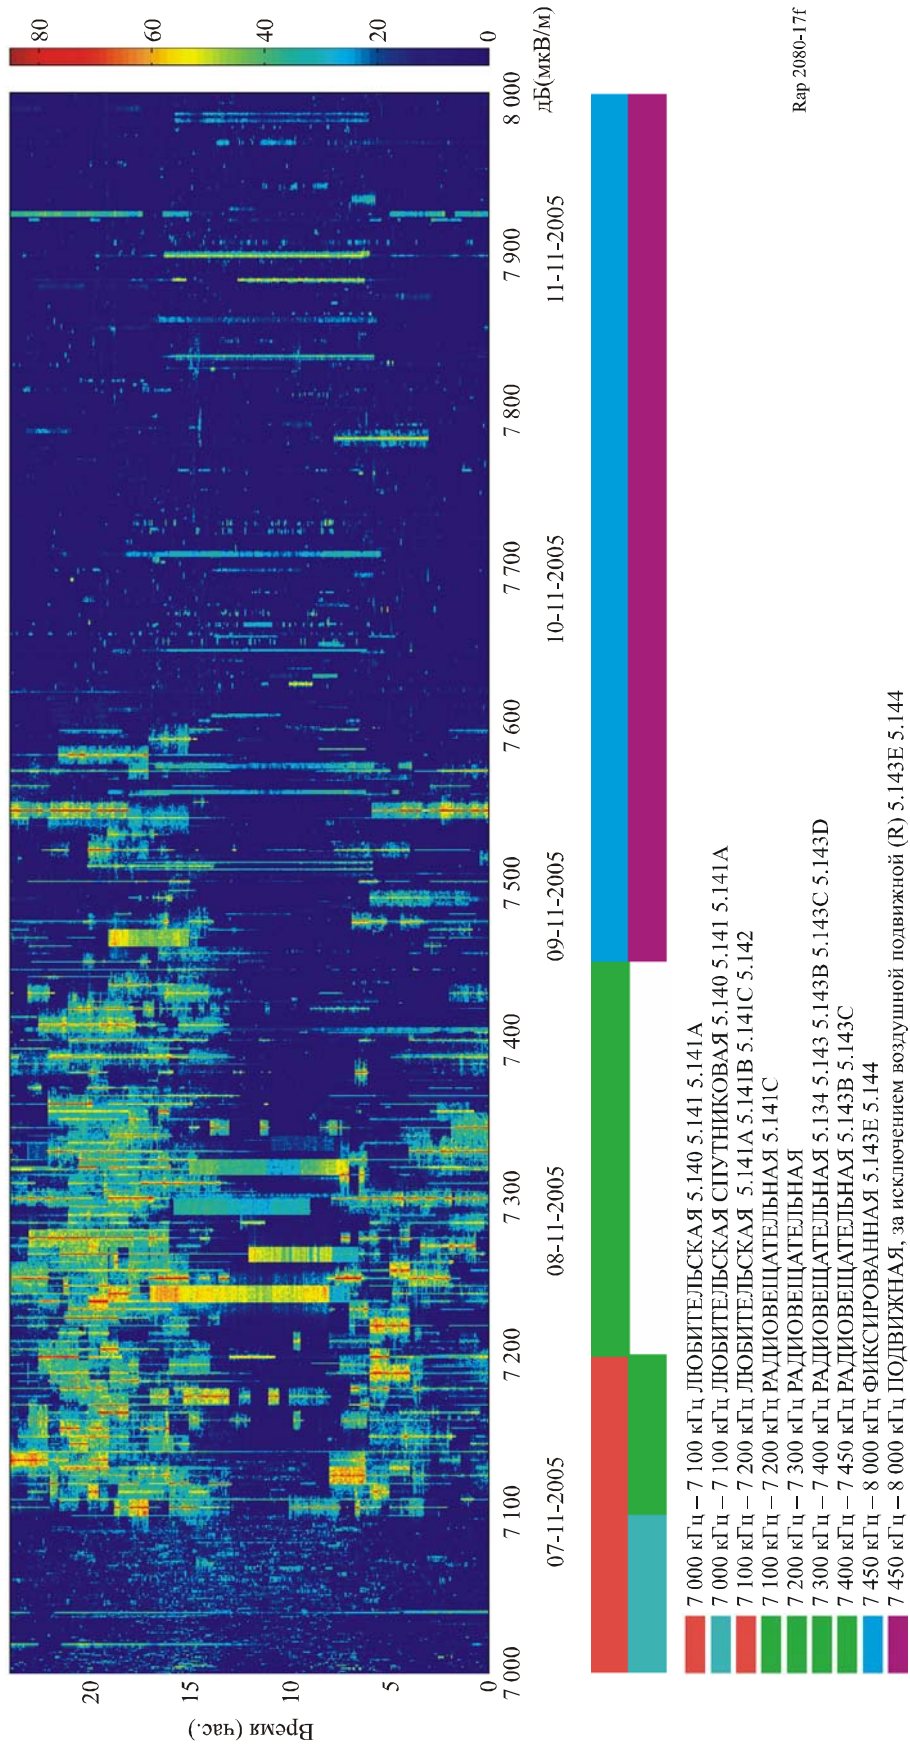 80
60
40
20
0
дБ(мкВ/м)
Время (час.)
20
15
10
5
0
7 000
7 100
7 200
7 300
7 400
7 500
7 600
7 700
7 800
7 900
8 000
07-11-2005
08-11-2005
09-11-2005
10-11-2005
11-11-2005
7 000 кГц – 7 100 кГц ЛЮБИТЕЛЬСКАЯ 5.140 5.141 5.141A
7 000 кГц – 7 100 кГц ЛЮБИТЕЛЬСКАЯ СПУТНИКОВАЯ 5.140 5.141 5.141A
7 100 кГц – 7 200 кГц ЛЮБИТЕЛЬСКАЯ 5.141A 5.141B 5.141C 5.142
7 100 кГц – 7 200 кГц РАДИОВЕЩАТЕЛЬНАЯ 5.141C
7 200 кГц – 7 300 кГц РАДИОВЕЩАТЕЛЬНАЯ
7 300 кГц – 7 400 кГц РАДИОВЕЩАТЕЛЬНАЯ 5.134 5.143 5.143B 5.143C 5.143D
7 400 кГц – 7 450 кГц РАДИОВЕЩАТЕЛЬНАЯ 5.143B 5.143C
7 450 кГц – 8 000 кГц ФИКСИРОВАННАЯ 5.143E 5.144
7 450 кГц – 8 000 кГц ПОДВИЖНАЯ, за исключением воздушной подвижной (R) 5.143E 5.144
Rap 2080-17f